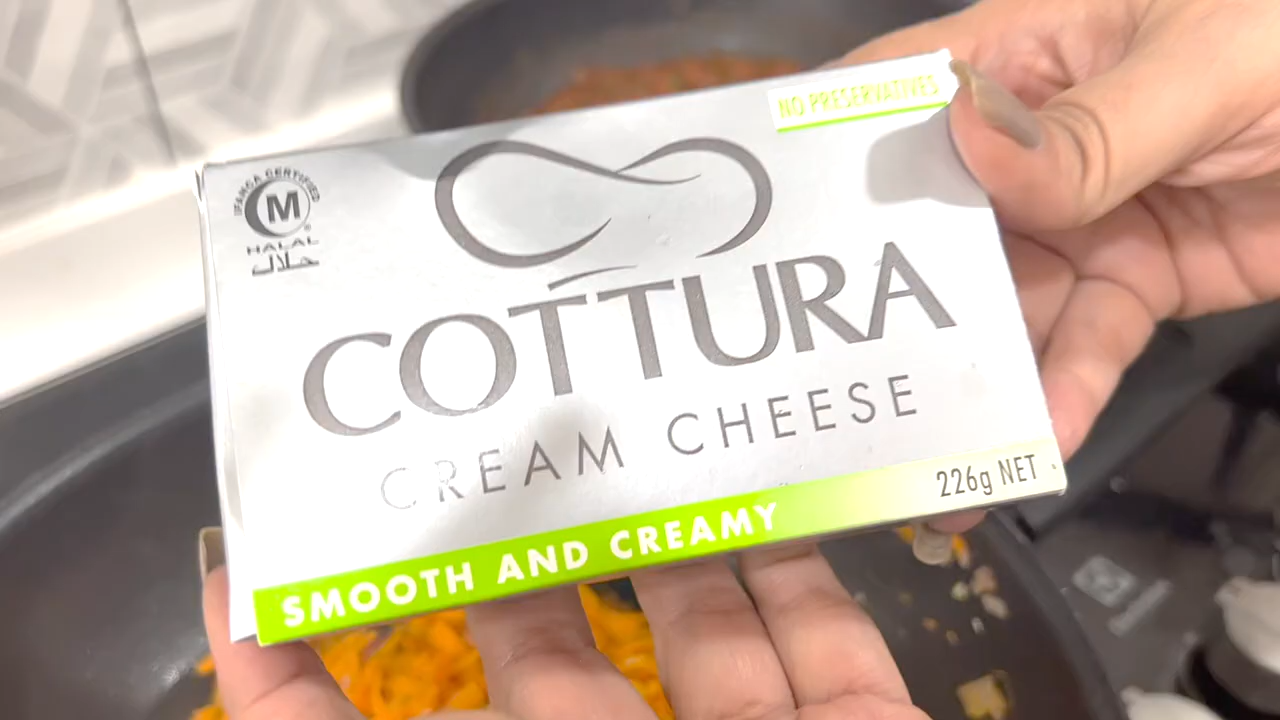 NO PRESERVATIVES
IFANCA CERTIFIED
M
®
HALAL
حلال
COTTURA
CREAM CHEESE
226g NET
SMOOTH AND CREAMY